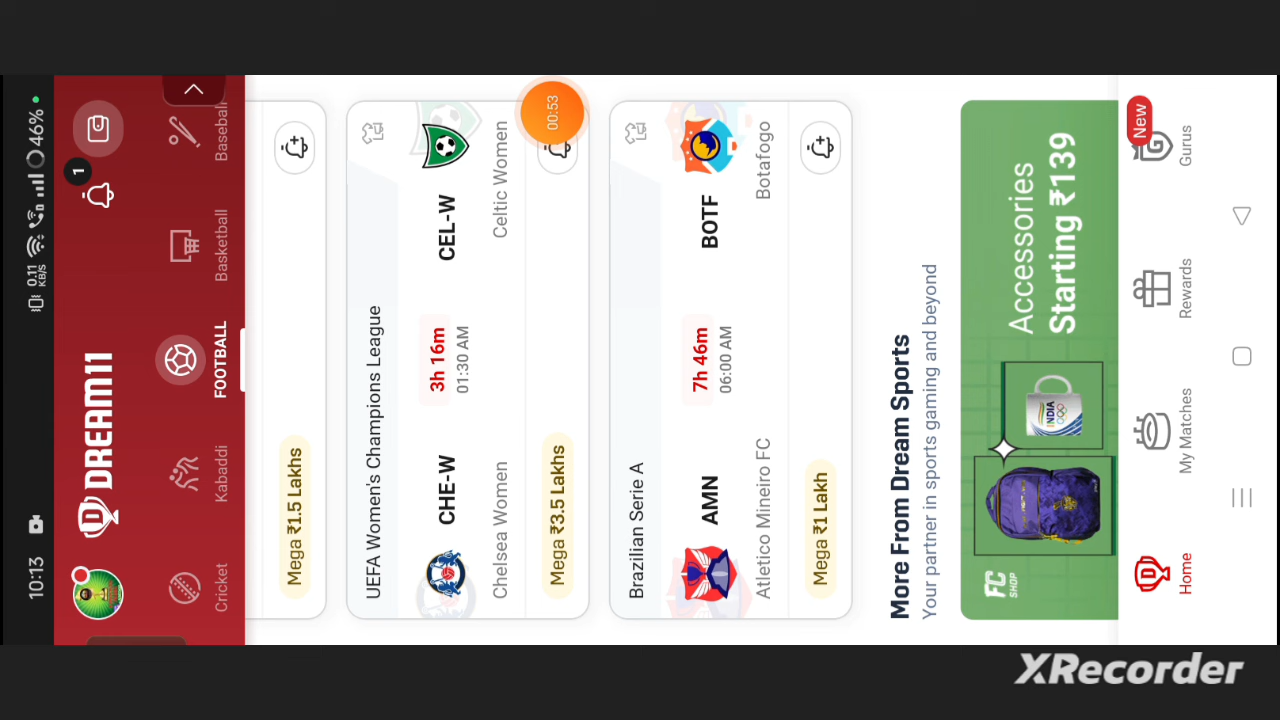 10:13
0.11
KB/S
46%
DREAM11
1
Cricket
Kabaddi
FOOTBALL
Basketball
Baseball
Mega ₹1.5 Lakhs
UEFA Women's Champions League
CHE-W
3h 16m
CEL-W
01:30 AM
Chelsea Women
Celtic Women
Mega ₹3.5 Lakhs
00:53
Brazilian Serie A
AMN
7h 46m
BOTF
06:00 AM
Atletico Mineiro FC
Botafogo
Mega ₹1 Lakh
More From Dream Sports
Your partner in sports gaming and beyond
FC
SHOP
INDIA
Accessories
Starting ₹139
Home
My Matches
Rewards
New
Gurus
XRecorder